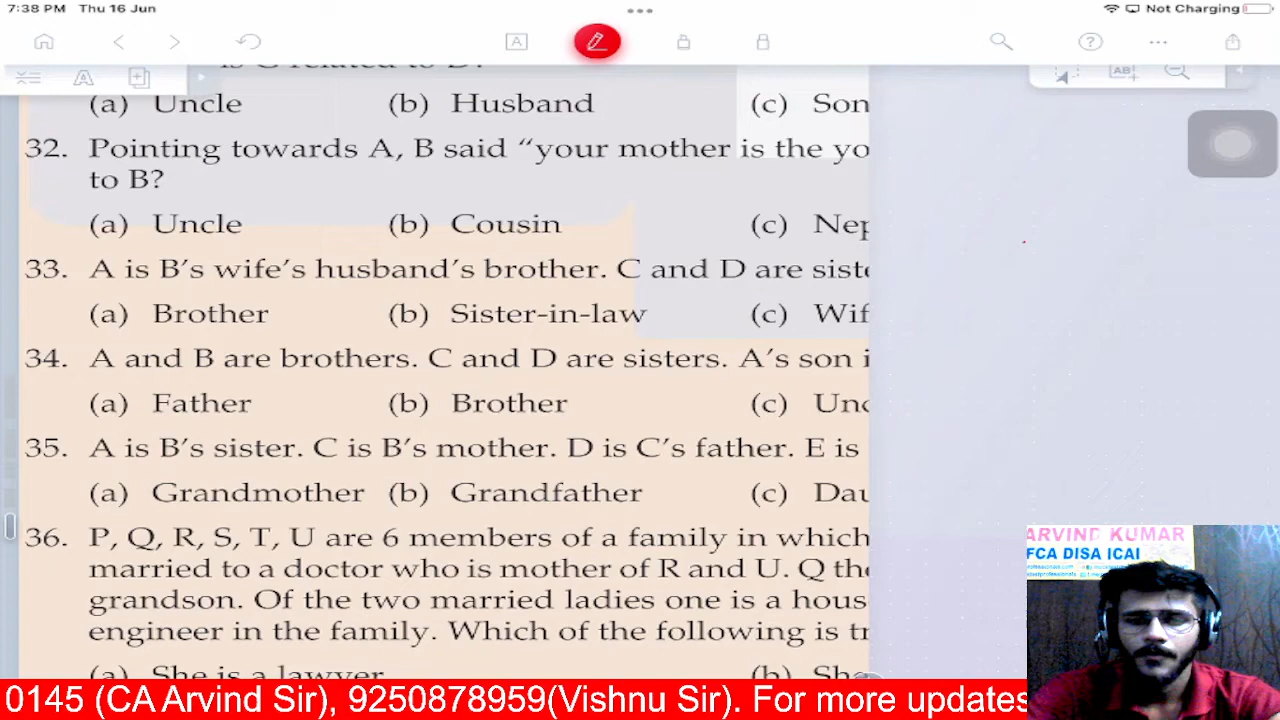 7:38 PM Thu 16 Jun
Not Charging
A
AB
(a) Uncle (b) Husband (c) Son
32. Pointing towards A, B said “your mother is the yo
to B?
(a) Uncle (b) Cousin (c) Nep
33. A is B’s wife’s husband’s brother. C and D are siste
(a) Brother (b) Sister-in-law (c) Wif
34. A and B are brothers. C and D are sisters. A’s son i
(a) Father (b) Brother (c) Unc
35. A is B’s sister. C is B’s mother. D is C’s father. E is
(a) Grandmother (b) Grandfather (c) Dau
36. P, Q, R, S, T, U are 6 members of a family in which
married to a doctor who is mother of R and U. Q the
grandson. Of the two married ladies one is a hous
engineer in the family. Which of the following is tr
(a) She is a lawyer (b) She
ARVIND KUMAR
FCA DISA ICAI
0145 (CA Arvind Sir), 9250878959(Vishnu Sir). For more updates